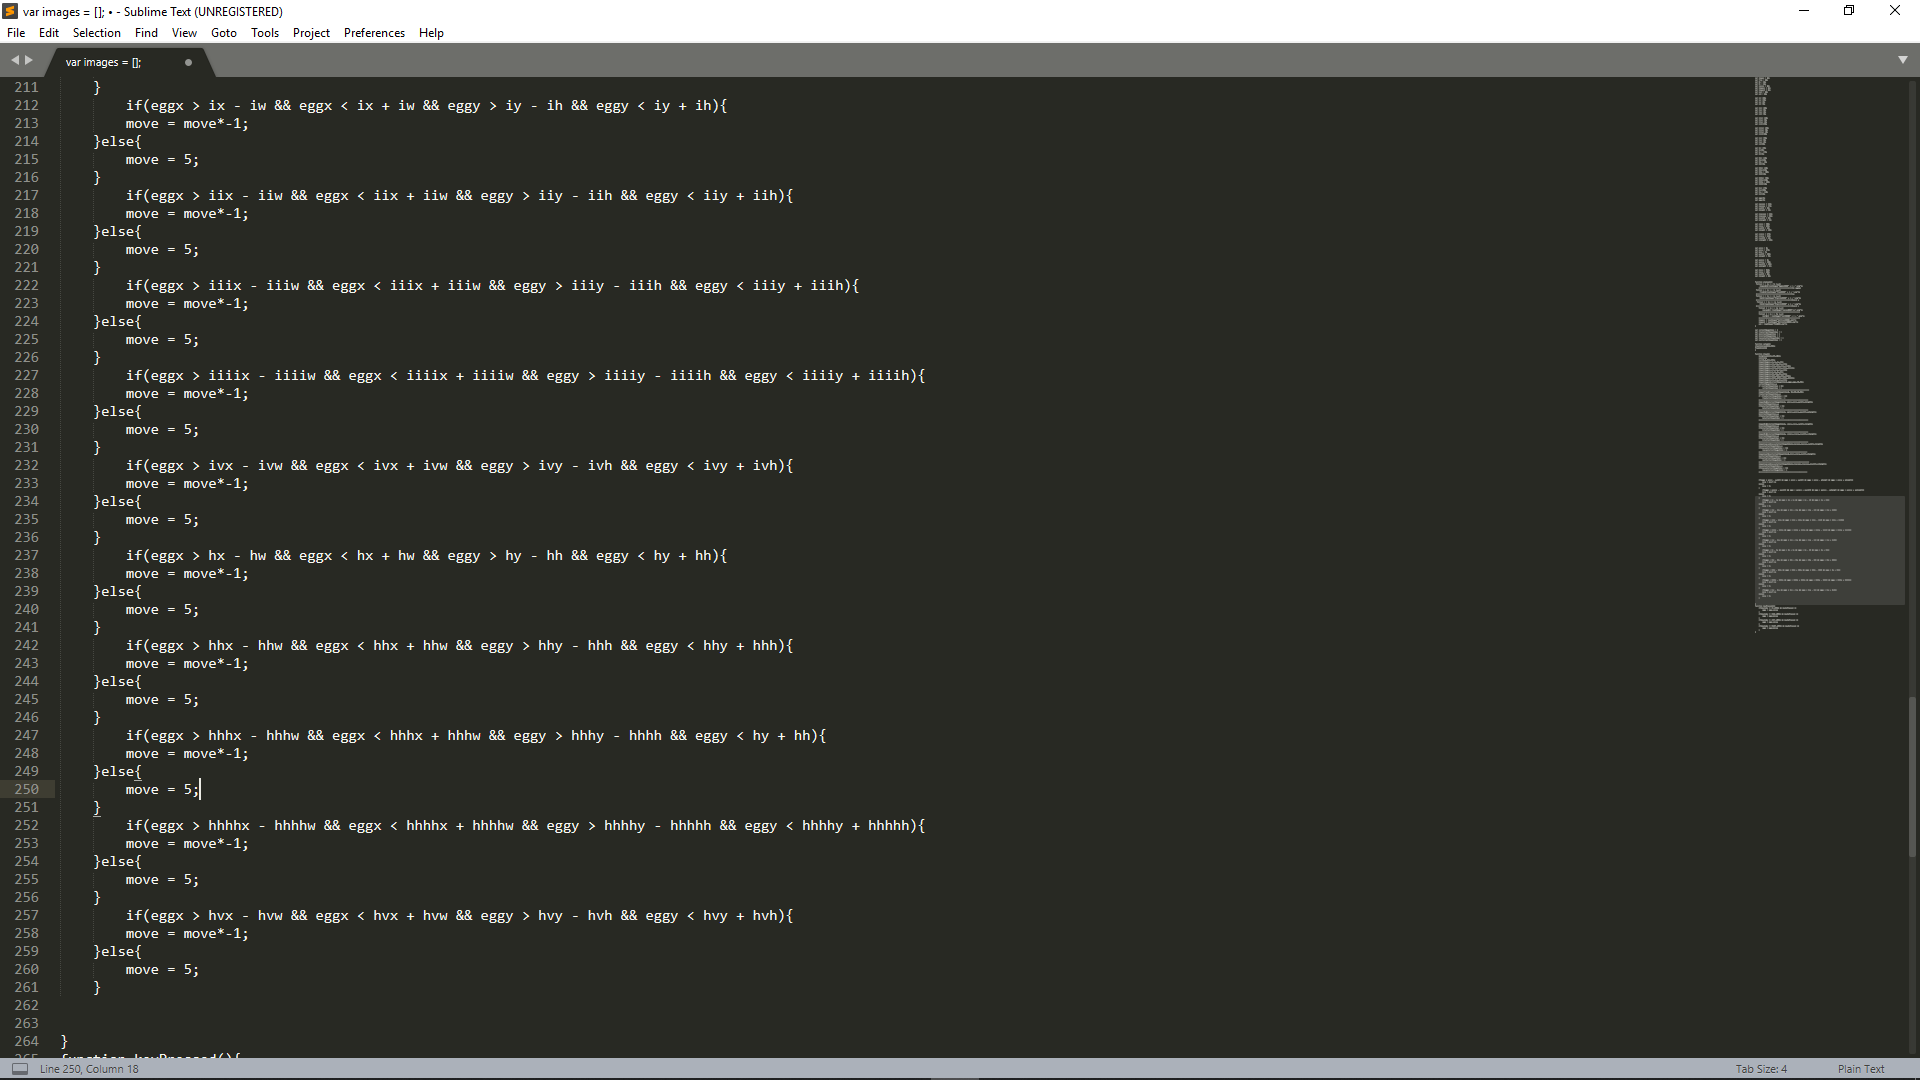 var images = []; • - Sublime Text (UNREGISTERED)
File Edit Selection Find View Goto Tools Project Preferences Help
var images = [];
211 }
212 if(eggx > ix - iw && eggx < ix + iw && eggy > iy - ih && eggy < iy + ih){
213 move = move*-1;
214 }else{
215 move = 5;
216 }
217 if(eggx > iix - iiw && eggx < iix + iiw && eggy > iiy - iih && eggy < iiy + iih){
218 move = move*-1;
219 }else{
220 move = 5;
221 }
222 if(eggx > iiix - iiiw && eggx < iiix + iiiw && eggy > iiiy - iiih && eggy < iiiy + iiih){
223 move = move*-1;
224 }else{
225 move = 5;
226 }
227 if(eggx > iiiix - iiiiw && eggx < iiiix + iiiiw && eggy > iiiiy - iiiih && eggy < iiiiy + iiiih){
228 move = move*-1;
229 }else{
230 move = 5;
231 }
232 if(eggx > ivx - ivw && eggx < ivx + ivw && eggy > ivy - ivh && eggy < ivy + ivh){
233 move = move*-1;
234 }else{
235 move = 5;
236 }
237 if(eggx > hx - hw && eggx < hx + hw && eggy > hy - hh && eggy < hy + hh){
238 move = move*-1;
239 }else{
240 move = 5;
241 }
242 if(eggx > hhx - hhw && eggx < hhx + hhw && eggy > hhy - hhh && eggy < hhy + hhh){
243 move = move*-1;
244 }else{
245 move = 5;
246 }
247 if(eggx > hhhx - hhhw && eggx < hhhx + hhhw && eggy > hhhy - hhhh && eggy < hy + hh){
248 move = move*-1;
249 }else{
250 move = 5;
251 }
252 if(eggx > hhhhx - hhhhw && eggx < hhhhx + hhhhw && eggy > hhhhy - hhhhh && eggy < hhhhy + hhhhh){
253 move = move*-1;
254 }else{
255 move = 5;
256 }
257 if(eggx > hvx - hvw && eggx < hvx + hvw && eggy > hvy - hvh && eggy < hvy + hvh){
258 move = move*-1;
259 }else{
260 move = 5;
261 }
262
263
264 }
265 function keyPressed(){
Line 250, Column 18
Tab Size: 4
Plain Text